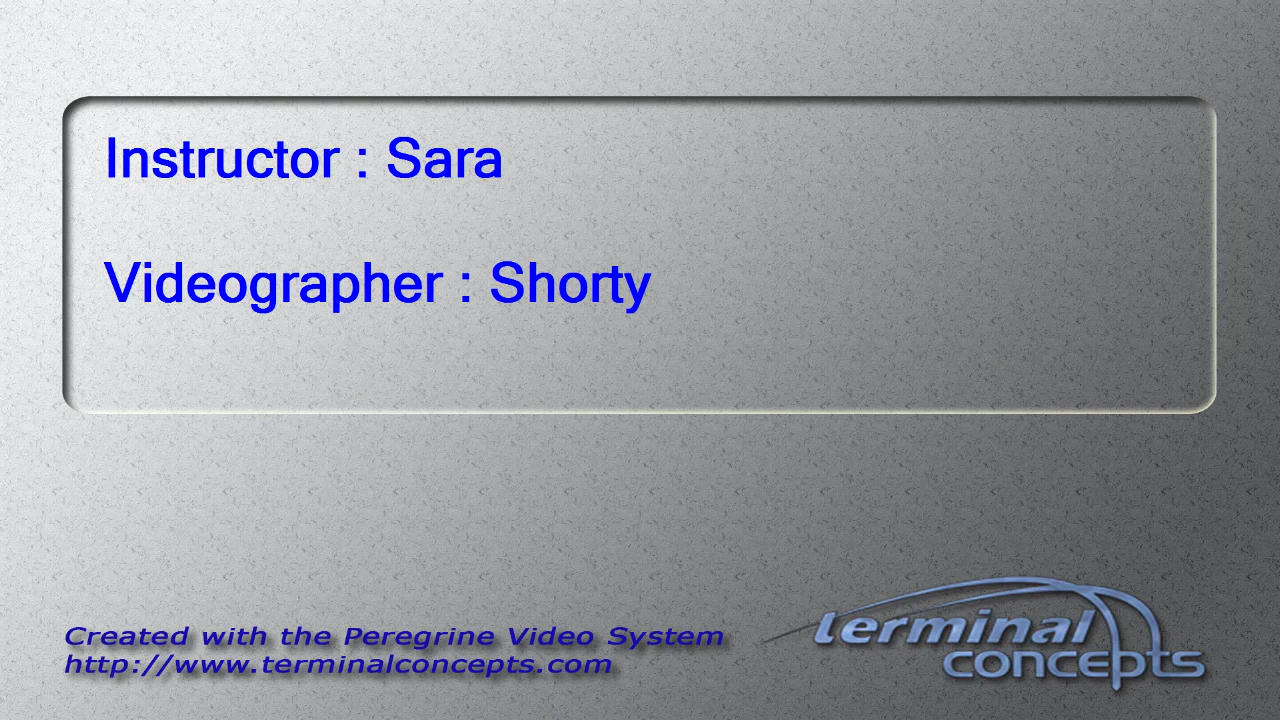 Instructor : Sara
Videographer : Shorty
Created with the Peregrine Video System
http://www.terminalconcepts.com
terminal
concepts